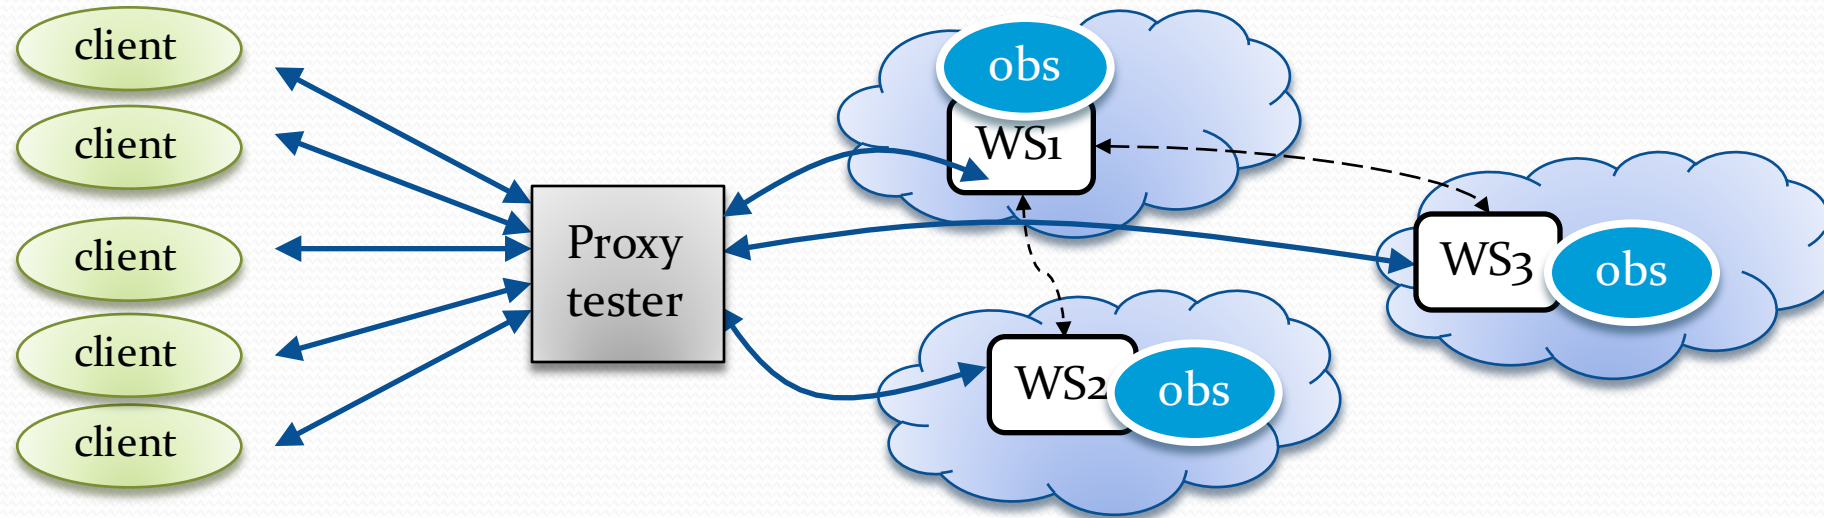 client
client
client
client
client
Proxy
tester
obs
WS1
WS3
obs
WS2
obs